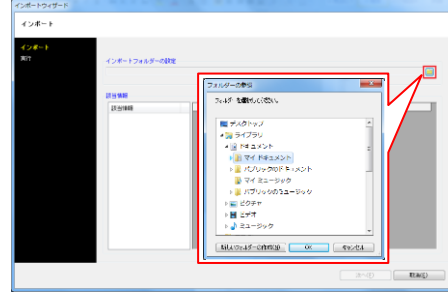 インポートウィザード
インポート
インポート
実行
インポートフォルダーの設定
該当情報
該当情報
フォルダーの参照
フォルダーを選択してください。
デスクトップ
ライブラリ
ドキュメント
マイ ドキュメント
パブリックのドキュメント
マイ ミュージック
パブリックのミュージック
ピクチャ
ビデオ
ミュージック
新しいフォルダーの作成(N)
OK
キャンセル
次へ(N)
取消(C)